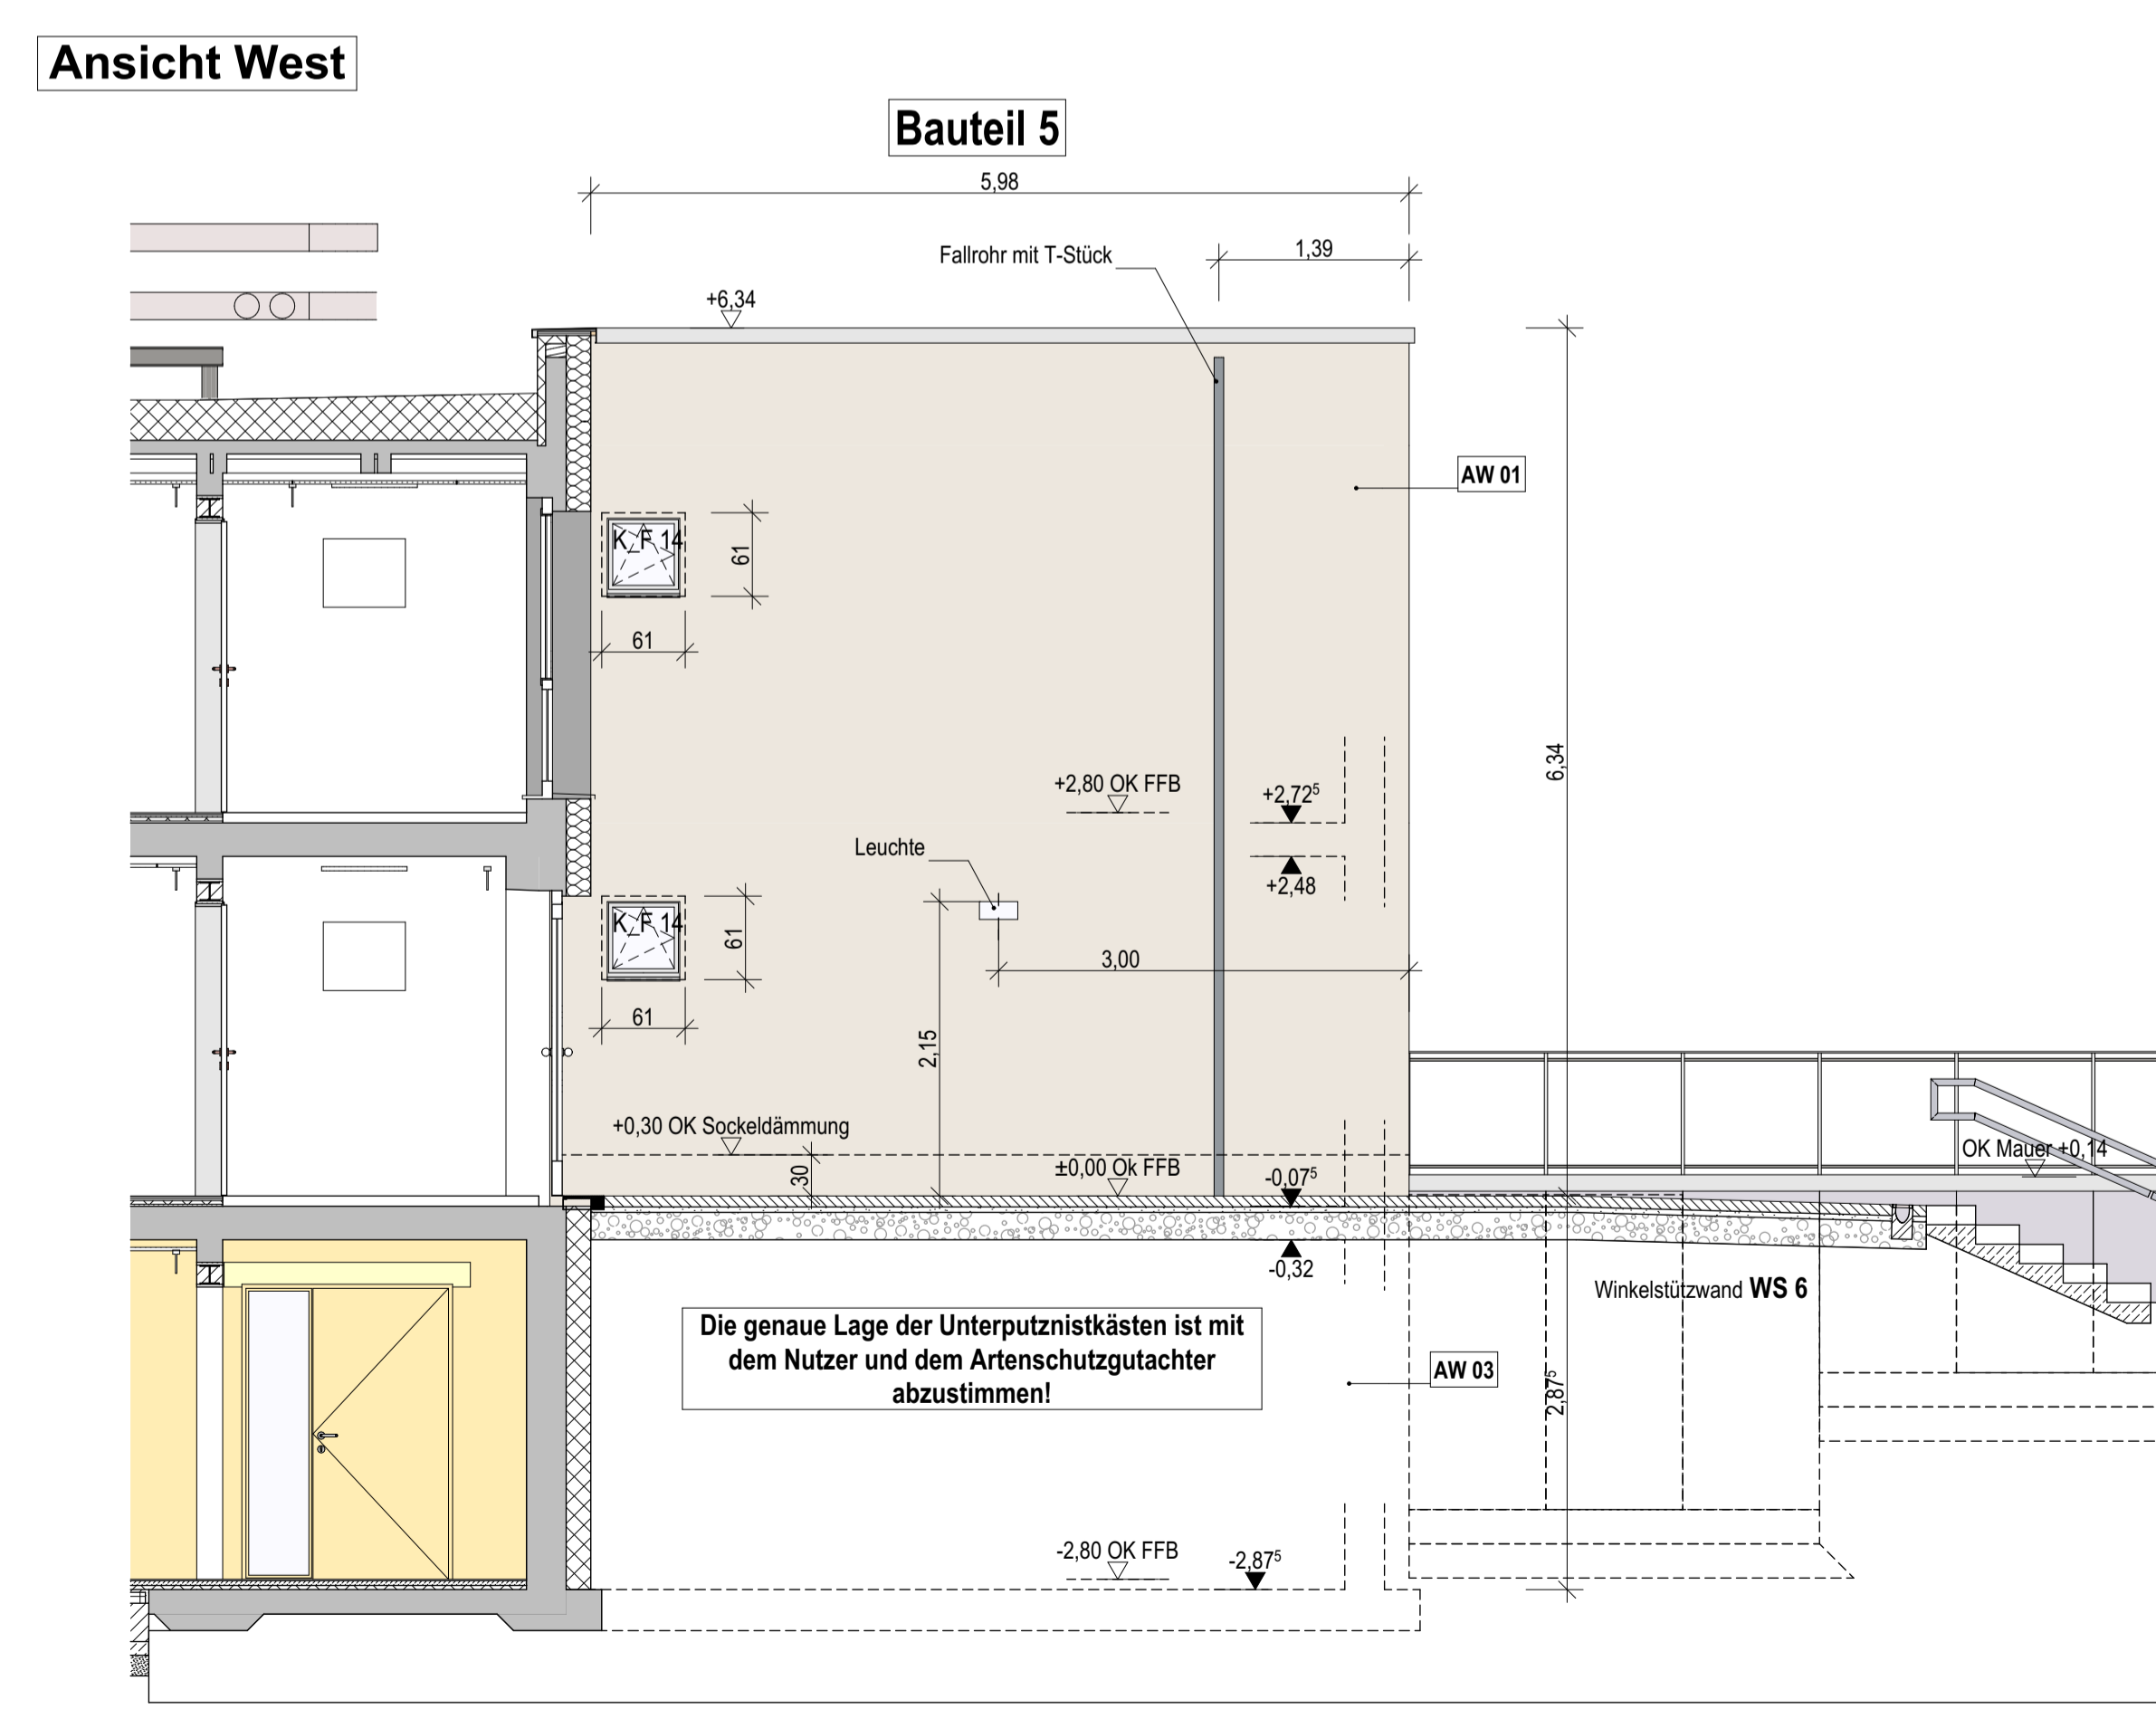 Ansicht West
Bauteil 5
5,98
1,39
Fallrohr mit T-Stück
+6,34
AW 01
K_F 14
61
61
6,34
+2,80 OK FFB
+2,72⁵
Leuchte
+2,48
K_F 14
61
3,00
61
2,15
+0,30 OK Sockeldämmung
OK Mauer +0,14
30
±0,00 Ok FFB
-0,07⁵
-0,32
Winkelstützwand WS 6
Die genaue Lage der Unterputznistkästen ist mit
dem Nutzer und dem Artenschutzgutachter
abzustimmen!
AW 03
2,87⁵
-2,80 OK FFB
-2,87⁵